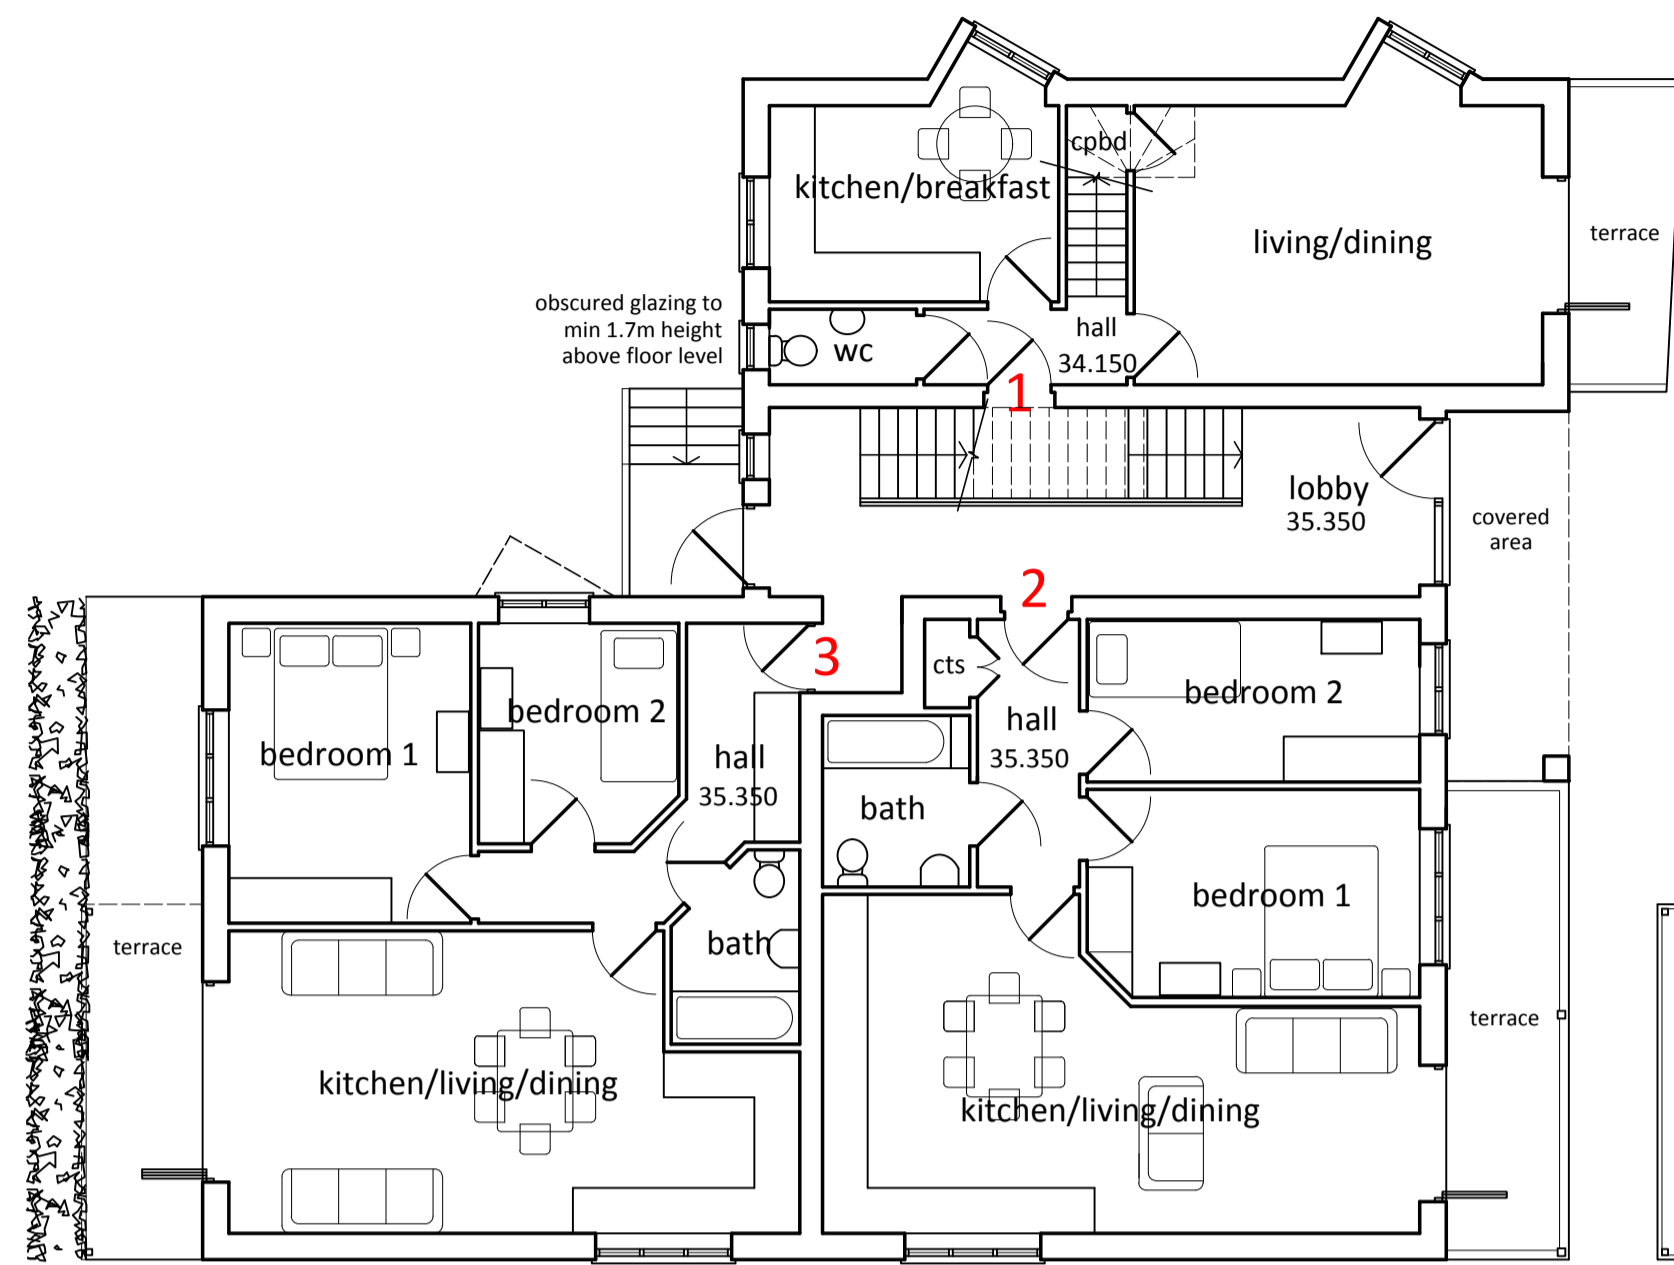 cpbd
kitchen/breakfast
living/dining
terrace
obscured glazing to
min 1.7m height
above floor level
wc
hall
34.150
1
lobby
35.350
covered
area
2
3
cts
bedroom 1
bedroom 2
hall
35.350
hall
35.350
bedroom 2
bath
bedroom 1
terrace
bath
terrace
kitchen/living/dining
kitchen/living/dining